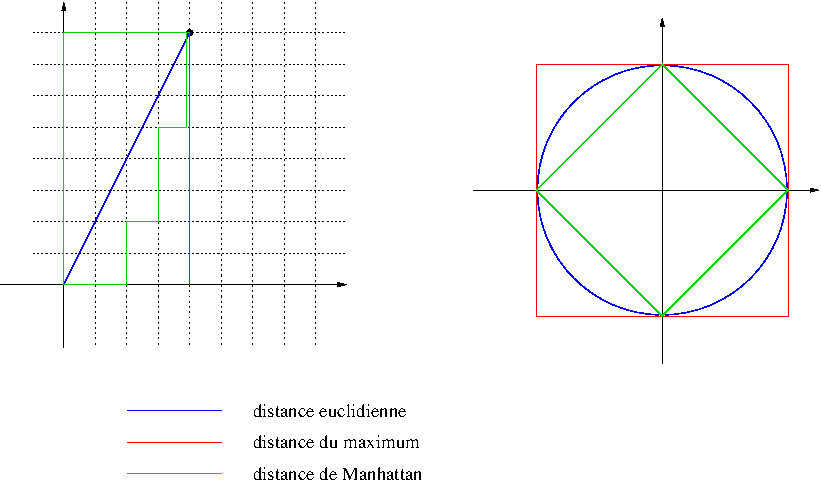 distance euclidienne
distance du maximum
distance de Manhattan